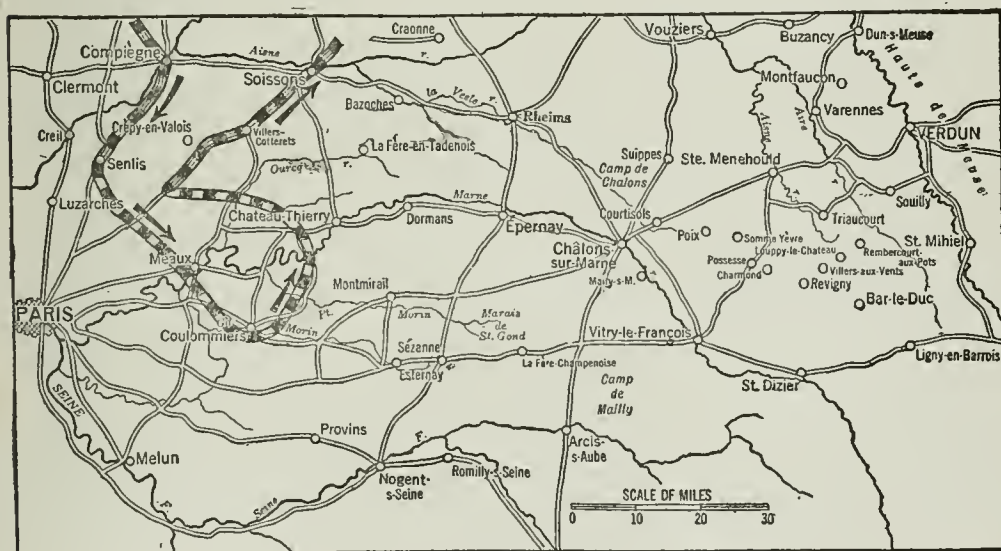 Compiègne
Clermont
Aisne
r.
Craonne
Vouziers
Buzancy
Dun-s-Meuse
Soissons
Bazoches
la Vesle r.
Rheims
Montfaucon
Varennes
Hauts de Meuse
Creil
Crépy-en-Valois
Villers-
Cotterets
La Fère-en-Tadenois
Aisne
Aire
VERDUN
Senlis
Ourcq
r.
Suippes
Ste. Menehould
Camp de
Chalons
Luzarches
Chateau-Thierry
Marne
Dormans
Épernay
Courtisols
Souilly
Triaucourt
Poix
Somme Yèvre
Louppy-le-Chateau
Rembercourt-
aux-Pots
St. Mihiel
Châlons-
sur-Marne
Possesse
Charmond
Villers-aux-Vents
Revigny
Meaux
Mailly-s-M.
r.
Bar-le-Duc
PARIS
Montmirail
Pt.
Morin
Marais
de
St. Gond
Coulommiers
Morin
Vitry-le-François
Sézanne
Esternay
La Fère-Champenoise
Ligny-en-Barrois
St. Dizier
Camp
de
Mailly
SEINE
Provins
Arcis-
s-Aube
Melun
Nogent-
s-Seine
Romilly-s-Seine
Seine
SCALE OF MILES
0 10 20 30